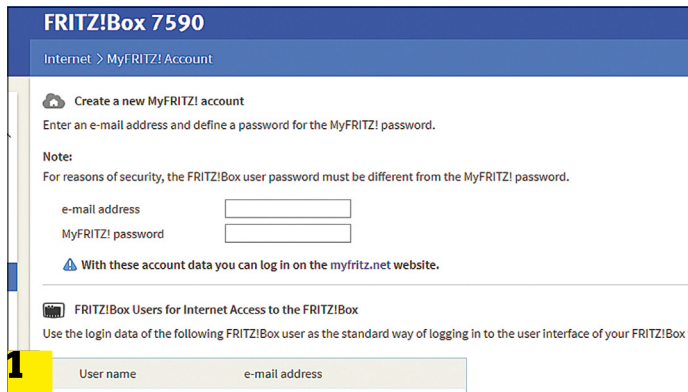 FRITZ!Box 7590
Internet > MyFRITZ! Account
Create a new MyFRITZ! account
Enter an e-mail address and define a password for the MyFRITZ! password.
Note:
For reasons of security, the FRITZ!Box user password must be different from the MyFRITZ! password.
e-mail address
MyFRITZ! password
With these account data you can log in on the myfritz.net website.
FRITZ!Box Users for Internet Access to the FRITZ!Box
Use the login data of the following FRITZ!Box user as the standard way of logging in to the user interface of your FRITZ!Box
1
User name e-mail address